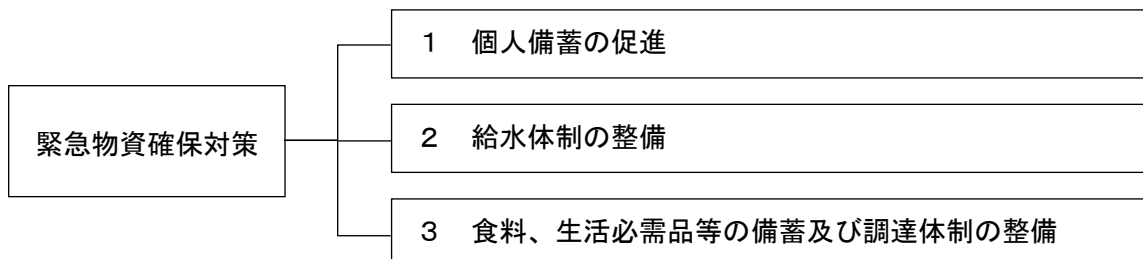 緊急物資確保対策
１　個人備蓄の促進
２　給水体制の整備
３　食料、生活必需品等の備蓄及び調達体制の整備